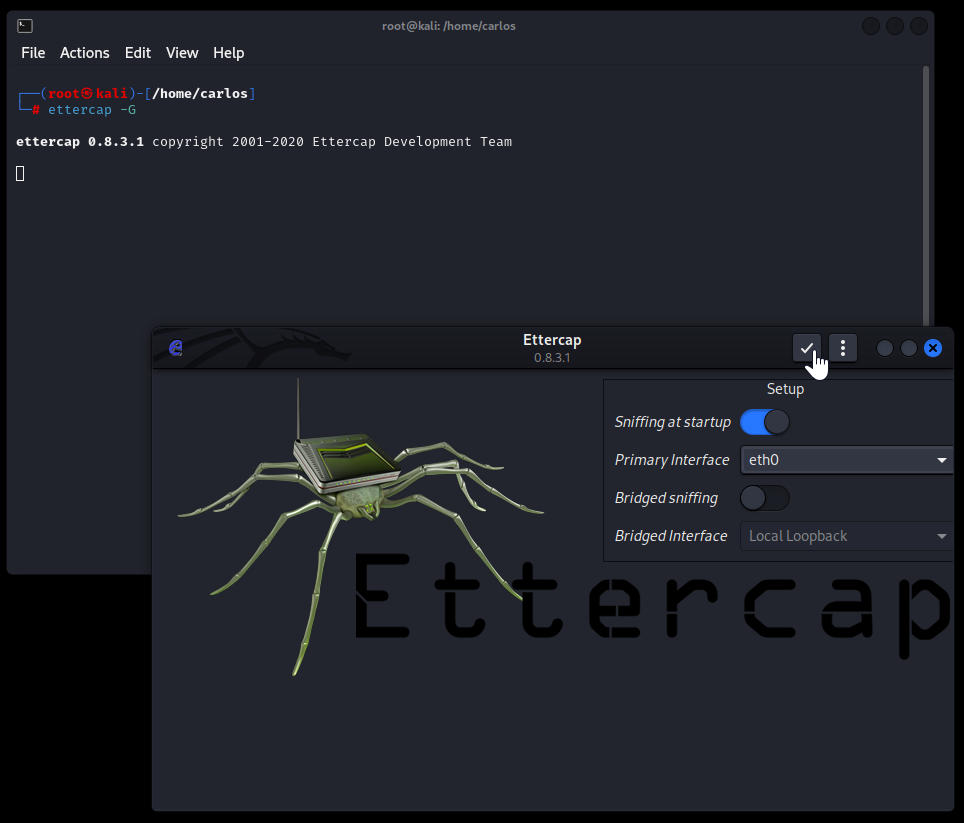 root@kali: /home/carlos
File Actions Edit View Help
┌──(root㉿kali)-[/home/carlos]
└─# ettercap -G
ettercap 0.8.3.1 copyright 2001-2020 Ettercap Development Team
Ettercap
0.8.3.1
Setup
Sniffing at startup
Primary Interface eth0
Bridged sniffing
Bridged Interface Local Loopback
Ettercap